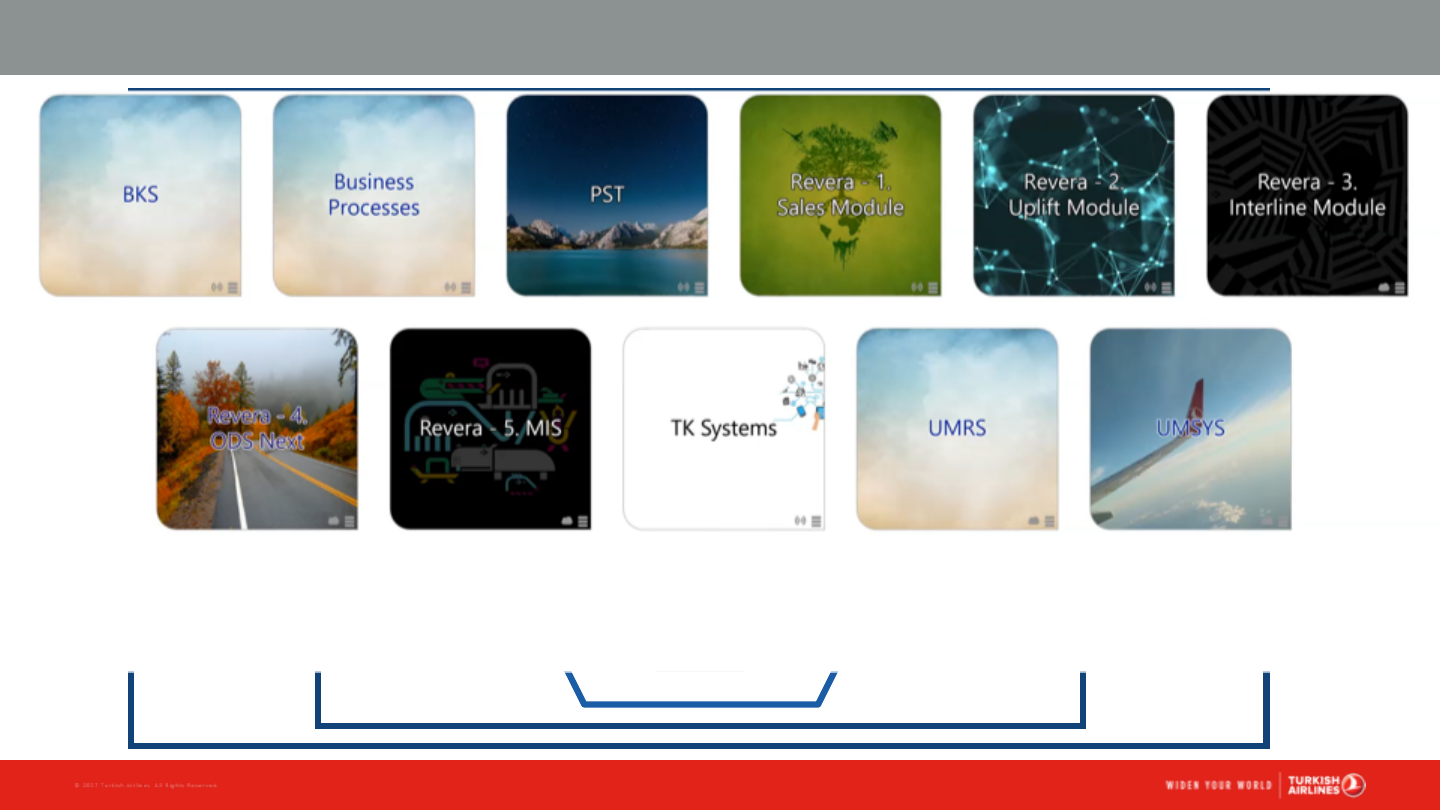 BKS
Business
Processes
PST
Revera - 1.
Sales Module
Revera - 2.
Uplift Module
Revera - 3.
Interline Module
Revera - 4.
ODS Next
Revera - 5. MIS
TK Systems
UMRS
UMSYS
© 2017 Turkish Airlines. All Rights Reserved.
WIDEN YOUR WORLD
TURKISH
AIRLINES